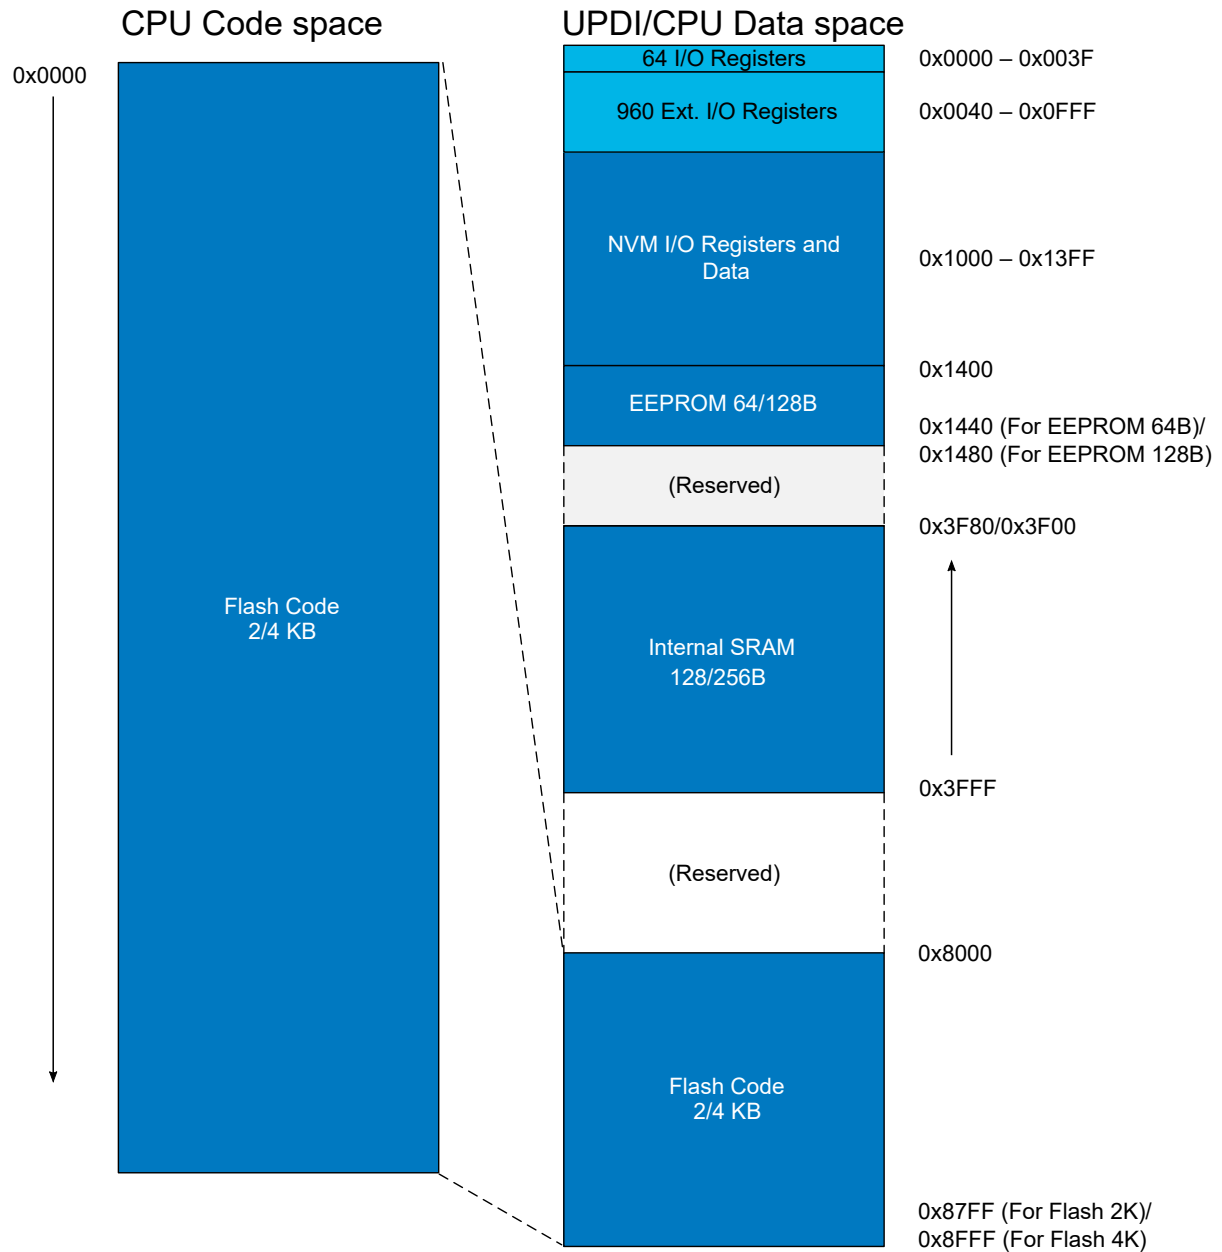 CPU Code space
0x0000
Flash Code
2/4 KB
UPDI/CPU Data space
64 I/O Registers
0x0000 – 0x003F
960 Ext. I/O Registers
0x0040 – 0x0FFF
NVM I/O Registers and
Data
0x1000 – 0x13FF
0x1400
EEPROM 64/128B
0x1440 (For EEPROM 64B)/
0x1480 (For EEPROM 128B)
(Reserved)
0x3F80/0x3F00
Internal SRAM
128/256B
0x3FFF
(Reserved)
0x8000
Flash Code
2/4 KB
0x87FF (For Flash 2K)/
0x8FFF (For Flash 4K)